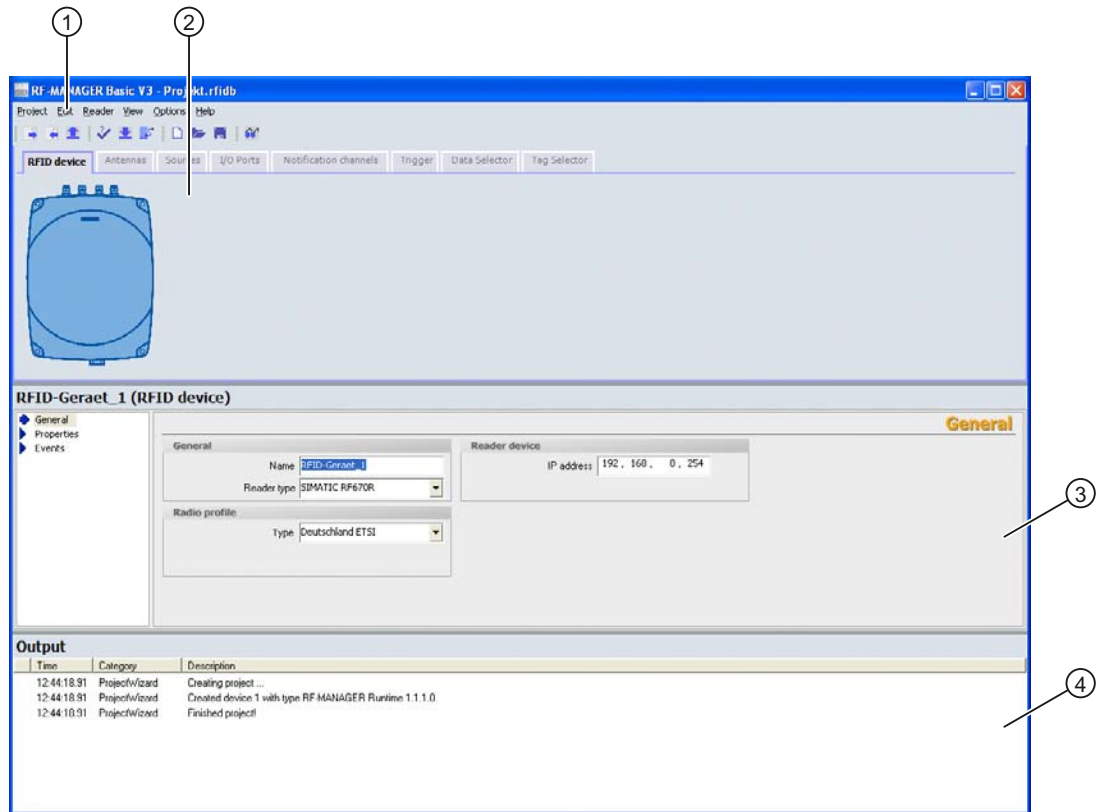 1 2
RF-MANAGER Basic V3 - Projekt.rfidb
Project Edit Reader View Options Help
RFID device Antennas Sources I/O Ports Notification channels Trigger Data Selector Tag Selector
RFID-Geraet_1 (RFID device)
General
Properties
Events
General
General
Name RFID-Geraet_1
Reader type SIMATIC RF670R
Reader device
IP address 192 . 168 . 0 . 254
Radio profile
Type Deutschland ETSI
3
Output
Time Category Description
12:44:18.91 ProjectWizard Creating project ...
12:44:18.91 ProjectWizard Created device 1 with type RF-MANAGER Runtime 1.1.1.0
12:44:18.91 ProjectWizard Finished project!
4